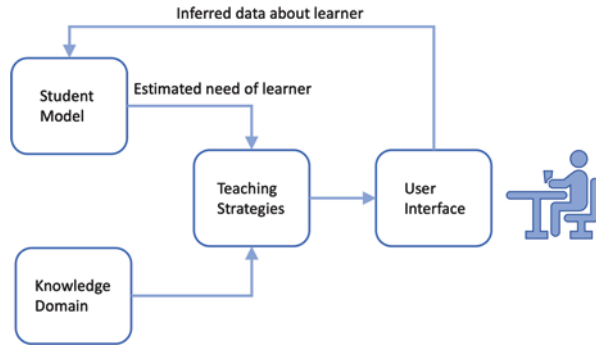 Inferred data about learner
Student
Model
Estimated need of learner
Teaching
Strategies
User
Interface
Knowledge
Domain